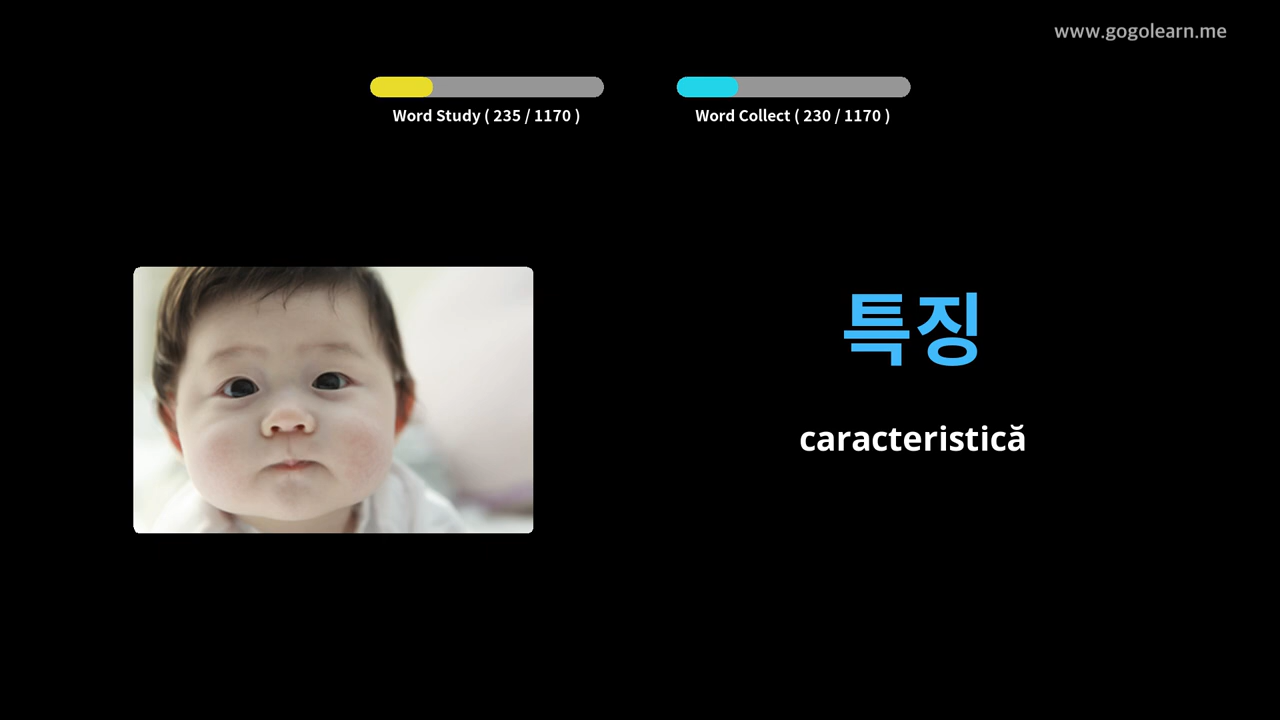 www.gogolearn.me
Word Study ( 235 / 1170 )
Word Collect ( 230 / 1170 )
특징
caracteristică